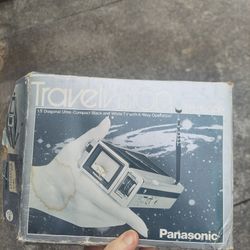 Travelvision
1.5 Diagonal Ultra-Compact Black and White TV with 4-Way Operation
Panasonic